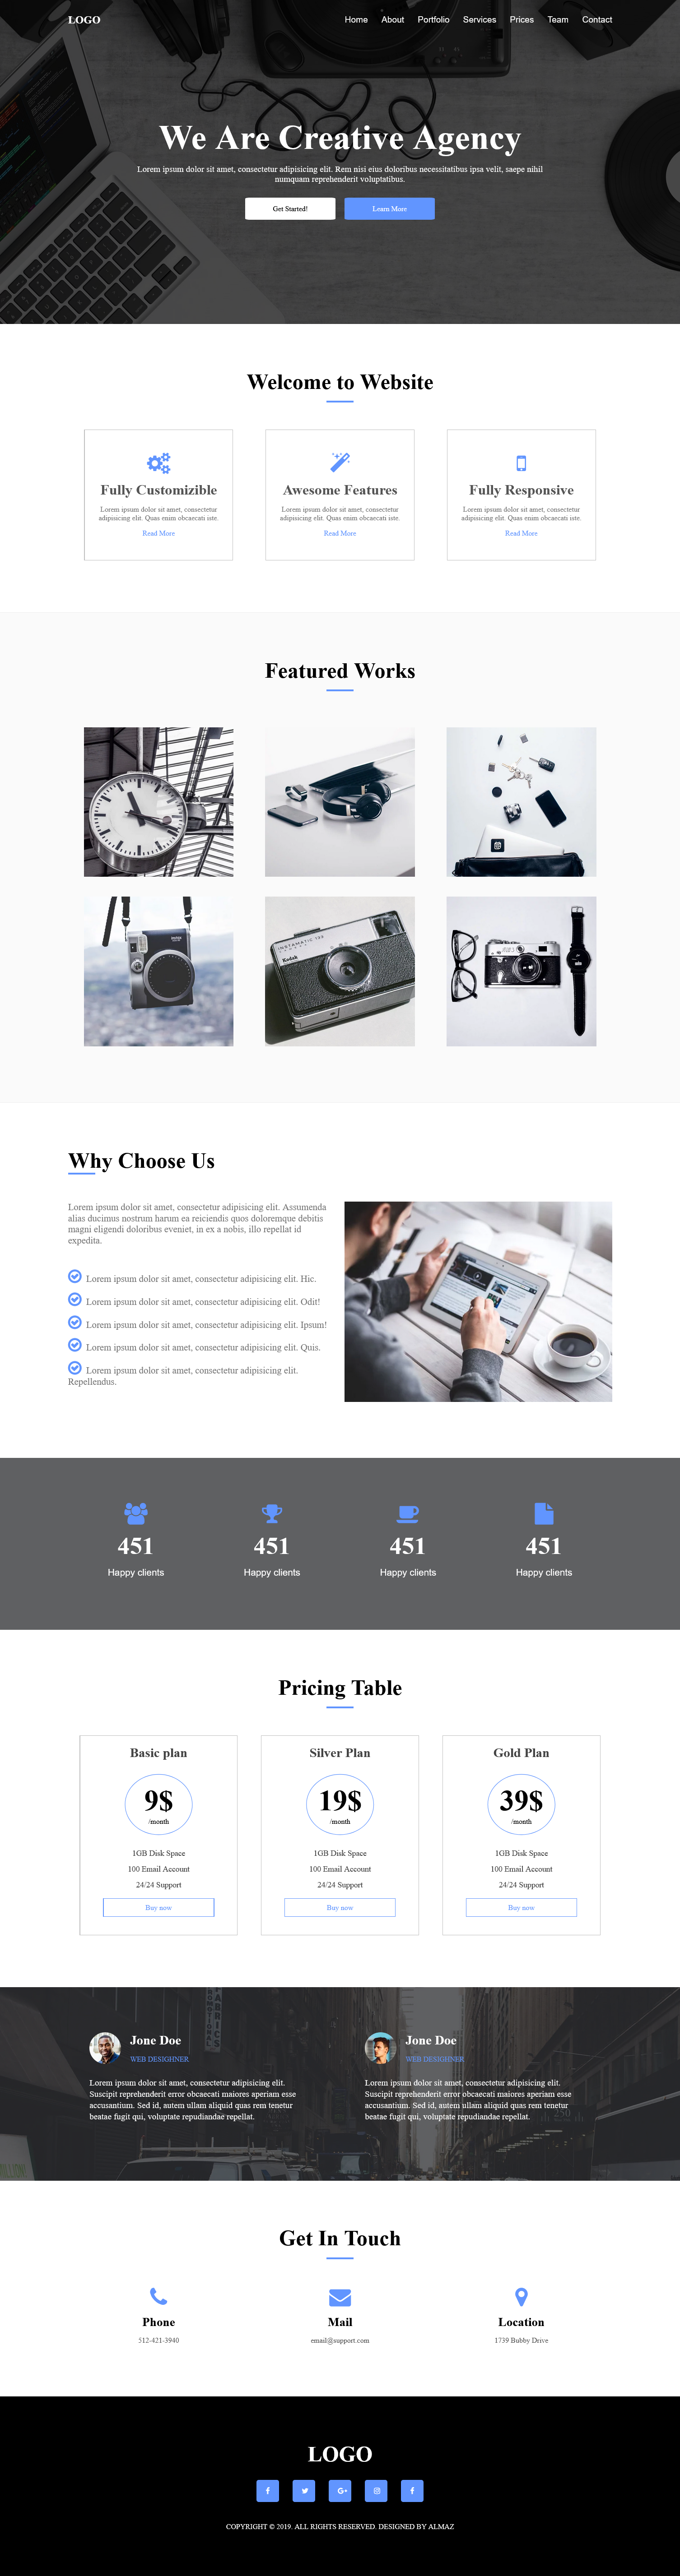 LOGO
Home About Portfolio Services Prices Team Contact
We Are Creative Agency
Lorem ipsum dolor sit amet, consectetur adipisicing elit. Rem nisi eius doloribus necessitatibus ipsa velit, saepe nihil
numquam reprehenderit voluptatibus.
Get Started!
Learn More
Welcome to Website
Fully Customizible
Lorem ipsum dolor sit amet, consectetur
adipisicing elit. Quas enim obcaecati iste.
Read More
Awesome Features
Lorem ipsum dolor sit amet, consectetur
adipisicing elit. Quas enim obcaecati iste.
Read More
Fully Responsive
Lorem ipsum dolor sit amet, consectetur
adipisicing elit. Quas enim obcaecati iste.
Read More
Featured Works
INSTAMATIC 133
Kodak
Why Choose Us
Lorem ipsum dolor sit amet, consectetur adipisicing elit. Assumenda
alias ducimus nostrum harum ea reiciendis quos doloremque debitis
magni eligendi doloribus eveniet, in ex a nobis, illo repellat id
expedita.
Lorem ipsum dolor sit amet, consectetur adipisicing elit. Hic.
Lorem ipsum dolor sit amet, consectetur adipisicing elit. Odit!
Lorem ipsum dolor sit amet, consectetur adipisicing elit. Ipsum!
Lorem ipsum dolor sit amet, consectetur adipisicing elit. Quis.
Lorem ipsum dolor sit amet, consectetur adipisicing elit.
Repellendus.
451
Happy clients
451
Happy clients
451
Happy clients
451
Happy clients
Pricing Table
Basic plan
9$
/month
1GB Disk Space
100 Email Account
24/24 Support
Buy now
Silver Plan
19$
/month
1GB Disk Space
100 Email Account
24/24 Support
Buy now
Gold Plan
39$
/month
1GB Disk Space
100 Email Account
24/24 Support
Buy now
Jone Doe
WEB DESIGHNER
Lorem ipsum dolor sit amet, consectetur adipisicing elit.
Suscipit reprehenderit error obcaecati maiores aperiam esse
accusantium. Sed id, autem ullam aliquid quas rem tenetur
beatae fugit qui, voluptate repudiandae repellat.
Jone Doe
WEB DESIGHNER
Lorem ipsum dolor sit amet, consectetur adipisicing elit.
Suscipit reprehenderit error obcaecati maiores aperiam esse
accusantium. Sed id, autem ullam aliquid quas rem tenetur
beatae fugit qui, voluptate repudiandae repellat.
Get In Touch
Phone
512-421-3940
Mail
email@support.com
Location
1739 Bubby Drive
LOGO
COPYRIGHT © 2019. ALL RIGHTS RESERVED. DESIGNED BY ALMAZ